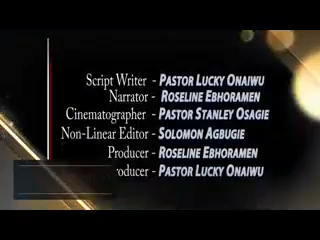 Script Writer - PASTOR LUCKY ONAIWU
Narrator - ROSELINE EBHORAMEN
Cinematographer - PASTOR STANLEY OSAGIE
Non-Linear Editor - SOLOMON AGBUGIE
Producer - ROSELINE EBHORAMEN
- PASTOR LUCKY ONAIWU